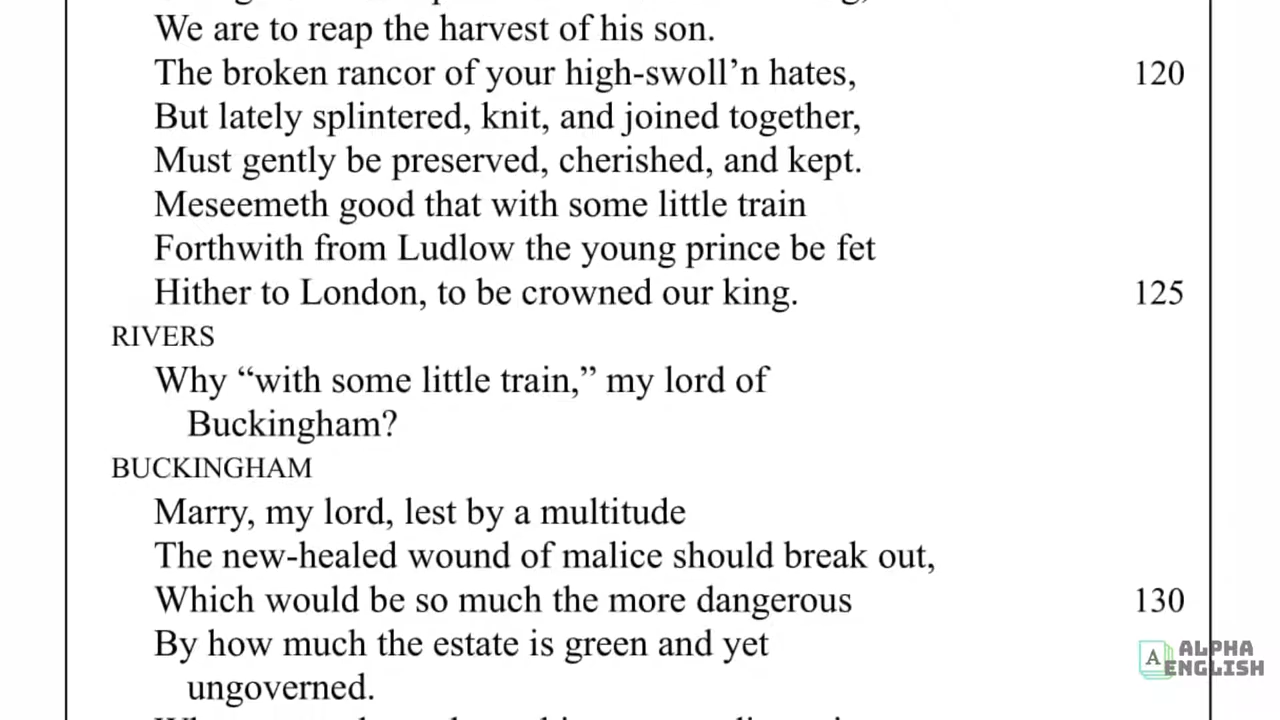 We are to reap the harvest of his son.
The broken rancor of your high-swoll’n hates, 120
But lately splintered, knit, and joined together,
Must gently be preserved, cherished, and kept.
Meseemeth good that with some little train
Forthwith from Ludlow the young prince be fet
Hither to London, to be crowned our king. 125
RIVERS
Why “with some little train,” my lord of
Buckingham?
BUCKINGHAM
Marry, my lord, lest by a multitude
The new-healed wound of malice should break out,
Which would be so much the more dangerous 130
By how much the estate is green and yet
ungoverned.
A ALPHA
ENGLISH